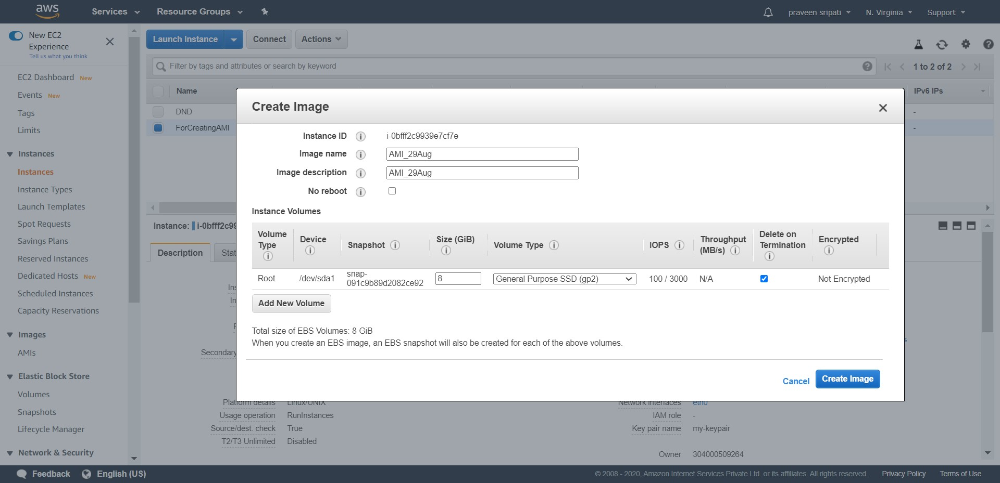 aws Services Resource Groups praveen sripati N. Virginia Support
New EC2
Experience
Tell us what you think
EC2 Dashboard New
Events New
Tags
Limits
Instances
Instances
Instance Types
Launch Templates
Spot Requests
Savings Plans
Reserved Instances
Dedicated Hosts New
Scheduled Instances
Capacity Reservations
Images
AMIs
Elastic Block Store
Volumes
Snapshots
Lifecycle Manager
Network & Security
Launch Instance Connect Actions
Filter by tags and attributes or search by keyword 1 to 2 of 2
Name IPv6 IPs
DND -
ForCreatingAMI -
Instance: i-0bfff2c99
Description Stat
Secondary
Create Image
Instance ID i-0bfff2c9939e7cf7e
Image name AMI_29Aug
Image description AMI_29Aug
No reboot
Instance Volumes
Volume Type Device Snapshot Size (GiB) Volume Type IOPS Throughput (MB/s) Delete on Termination Encrypted
Root /dev/sda1 snap-091c9b89d2082ce92 8 General Purpose SSD (gp2) 100 / 3000 N/A Not Encrypted
Add New Volume
Total size of EBS Volumes: 8 GiB
When you create an EBS image, an EBS snapshot will also be created for each of the above volumes.
Cancel Create Image
Platform details Linux/UNIX Network interfaces eth0
Usage operation RunInstances IAM role -
Source/dest. check True Key pair name my-keypair
T2/T3 Unlimited Disabled
Owner 304000509264
Feedback English (US) © 2008 - 2020, Amazon Internet Services Private Ltd. or its affiliates. All rights reserved. Privacy Policy Terms of Use